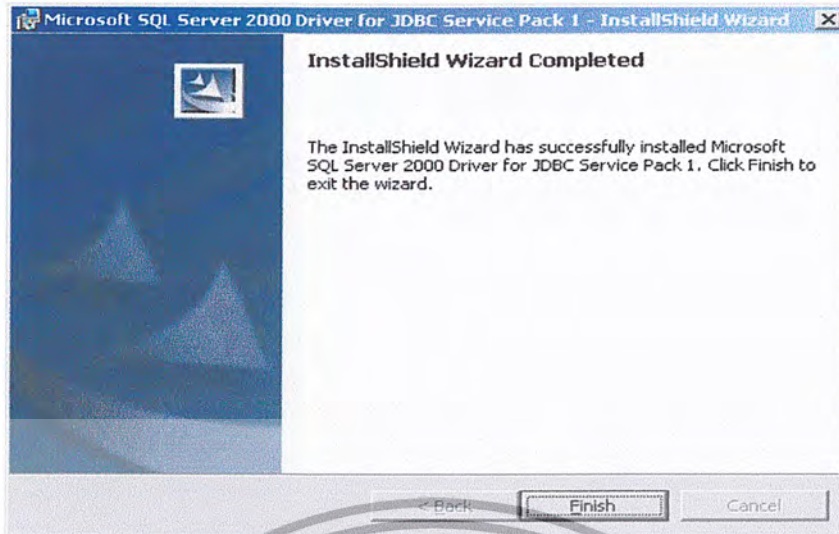 Microsoft SQL Server 2000 Driver for JDBC Service Pack 1 - InstallShield Wizard
InstallShield Wizard Completed
The InstallShield Wizard has successfully installed Microsoft
SQL Server 2000 Driver for JDBC Service Pack 1. Click Finish to
exit the wizard.
< Back
Finish
Cancel